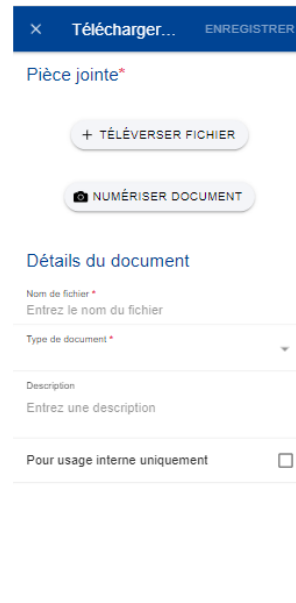 × Télécharger... ENREGISTRER
Pièce jointe*
+ TÉLÉVERSER FICHIER
NUMÉRISER DOCUMENT
Détails du document
Nom de fichier *
Entrez le nom du fichier
Type de document *
Description
Entrez une description
Pour usage interne uniquement